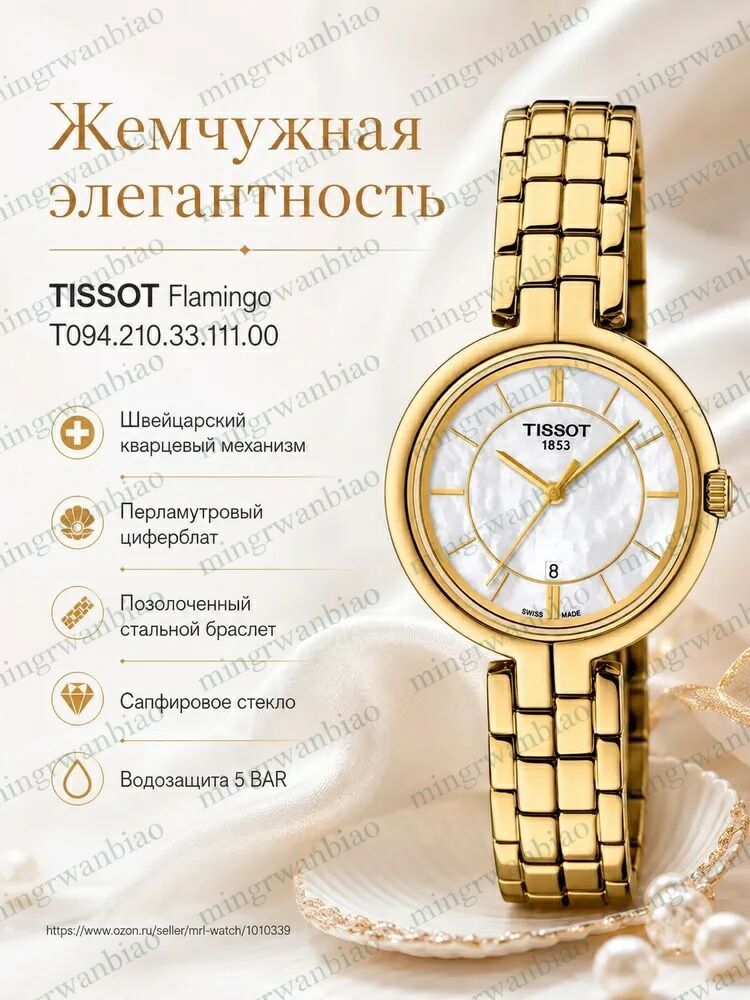 Жемчужная
элегантность
TISSOT Flamingo
T094.210.33.111.00
Швейцарский
кварцевый механизм
Перламутровый
циферблат
Позолоченный
стальной браслет
Сапфировое стекло
Водозащита 5 BAR
https://www.ozon.ru/seller/mrl-watch/1010339
TISSOT
1853
8
SWISS MADE
mingrwanbiao